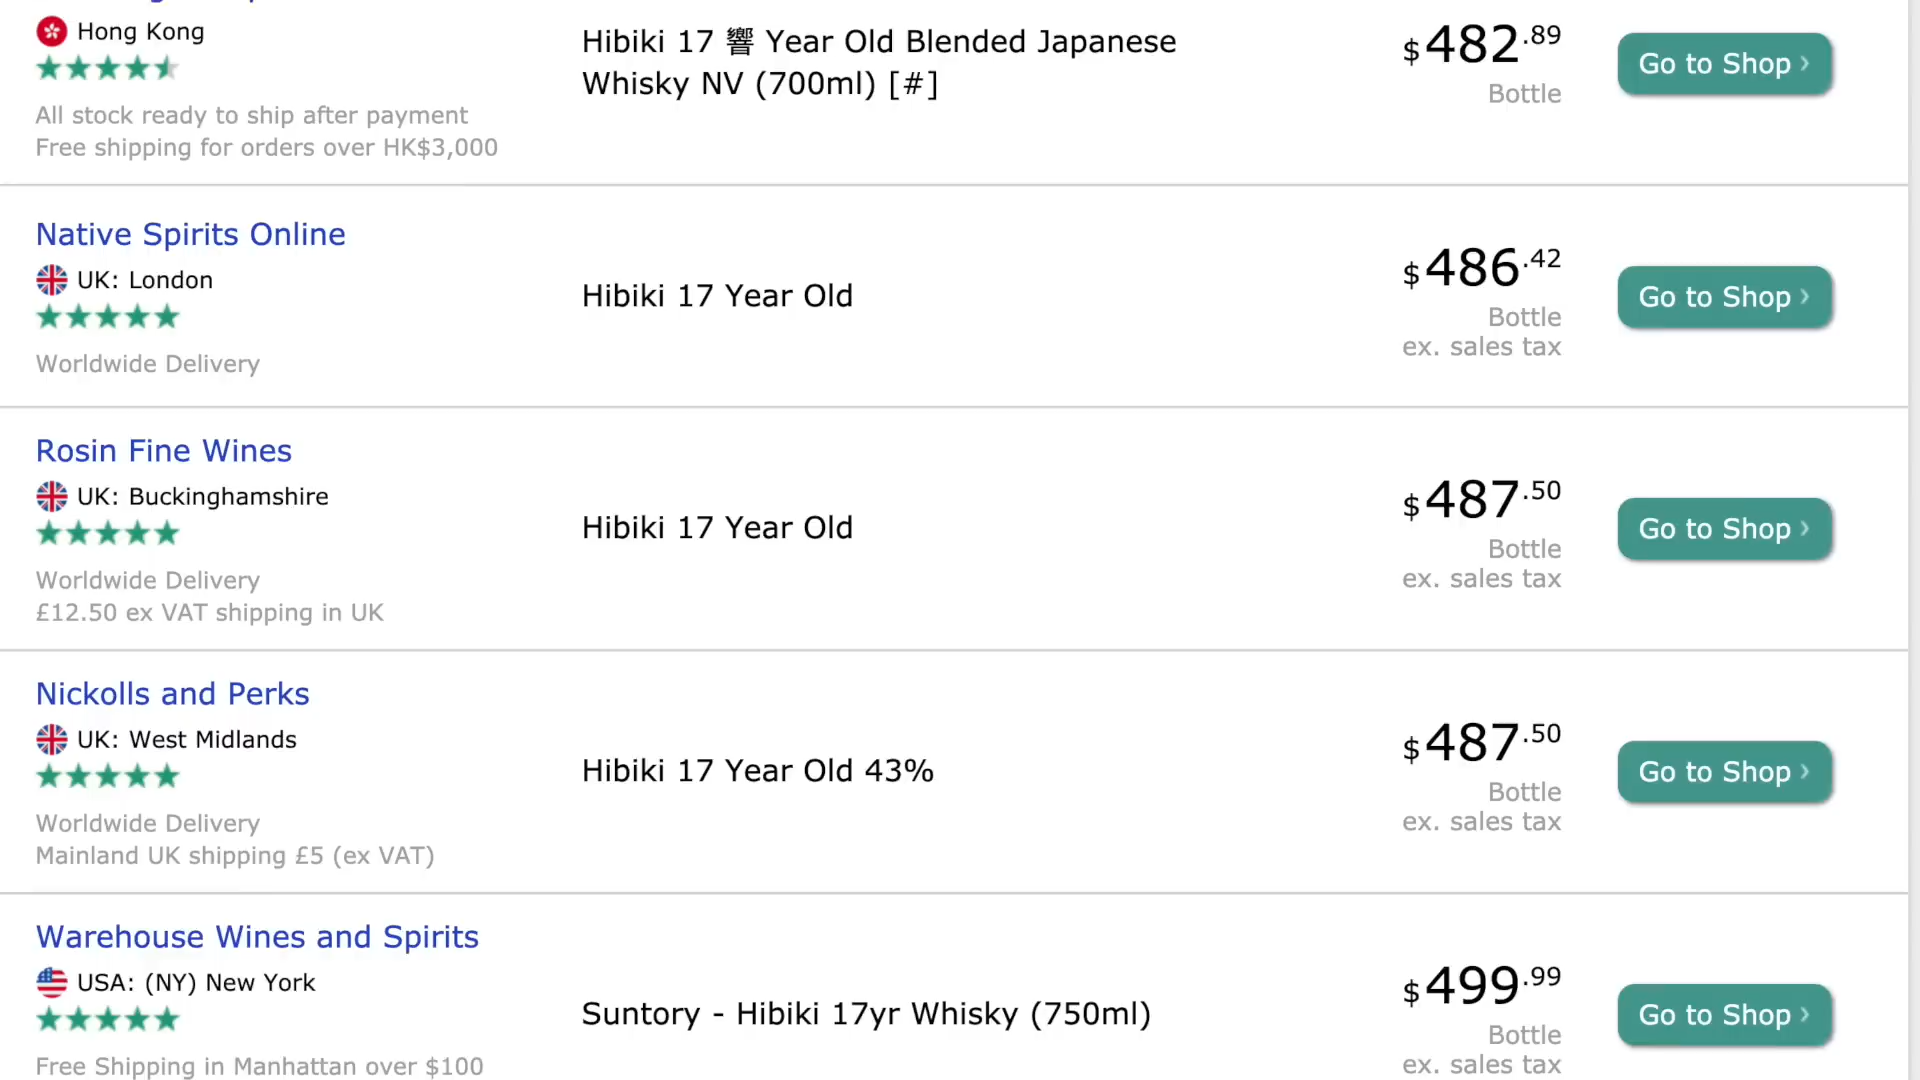 Hong Kong
Hibiki 17 響 Year Old Blended Japanese
Whisky NV (700ml) [#]
$482.89
Bottle
Go to Shop ›
All stock ready to ship after payment
Free shipping for orders over HK$3,000
Native Spirits Online
UK: London
Worldwide Delivery
Hibiki 17 Year Old
$486.42
Bottle
ex. sales tax
Go to Shop ›
Rosin Fine Wines
UK: Buckinghamshire
Worldwide Delivery
£12.50 ex VAT shipping in UK
Hibiki 17 Year Old
$487.50
Bottle
ex. sales tax
Go to Shop ›
Nickolls and Perks
UK: West Midlands
Worldwide Delivery
Mainland UK shipping £5 (ex VAT)
Hibiki 17 Year Old 43%
$487.50
Bottle
ex. sales tax
Go to Shop ›
Warehouse Wines and Spirits
USA: (NY) New York
Free Shipping in Manhattan over $100
Suntory - Hibiki 17yr Whisky (750ml)
$499.99
Bottle
ex. sales tax
Go to Shop ›